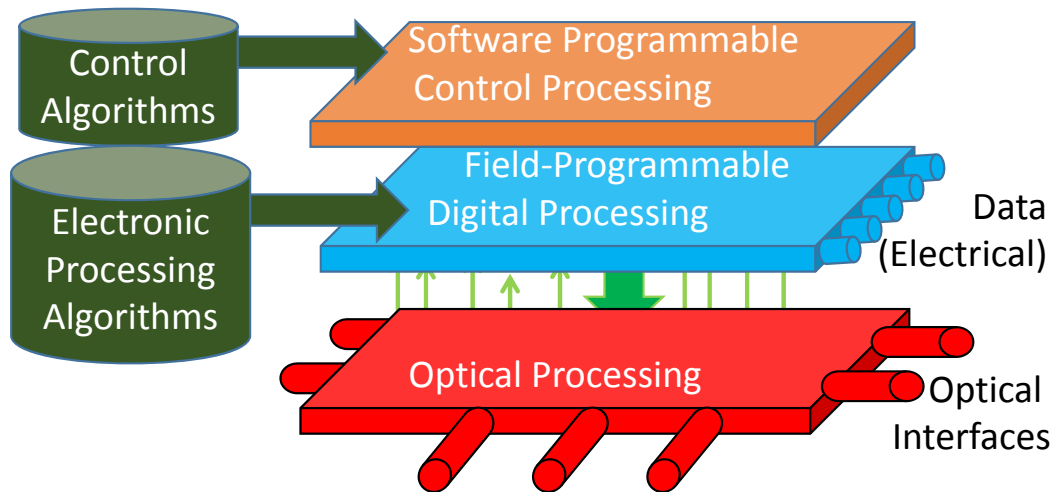 Control
Algorithms
Software Programmable
Control Processing
Electronic
Processing
Algorithms
Field-Programmable
Digital Processing
Data
(Electrical)
Optical Processing
Optical
Interfaces